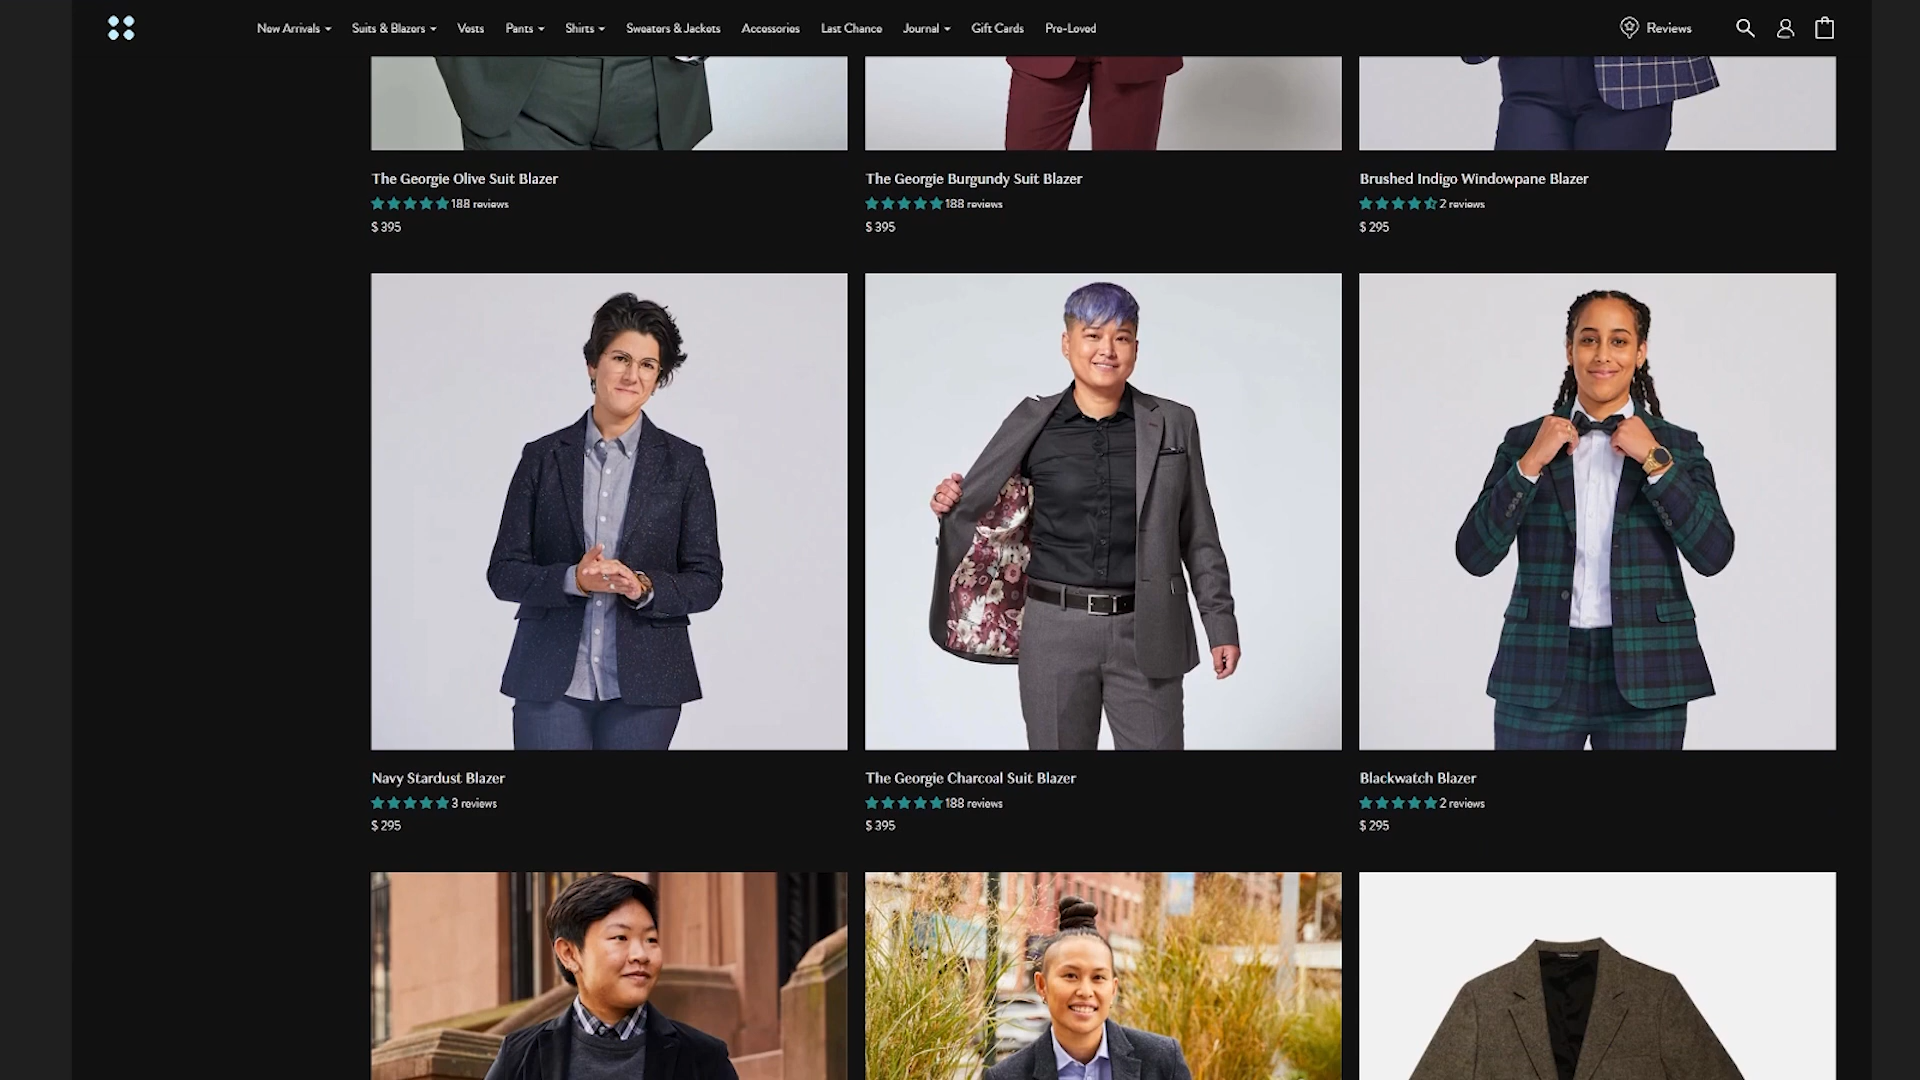 New Arrivals
Suits & Blazers
Vests
Pants
Shirts
Sweaters & Jackets
Accessories
Last Chance
Journal
Gift Cards
Pre-Loved
Reviews
The Georgie Olive Suit Blazer
188 reviews
$ 395
The Georgie Burgundy Suit Blazer
188 reviews
$ 395
Brushed Indigo Windowpane Blazer
2 reviews
$ 295
Navy Stardust Blazer
3 reviews
$ 295
The Georgie Charcoal Suit Blazer
188 reviews
$ 395
Blackwatch Blazer
2 reviews
$ 295